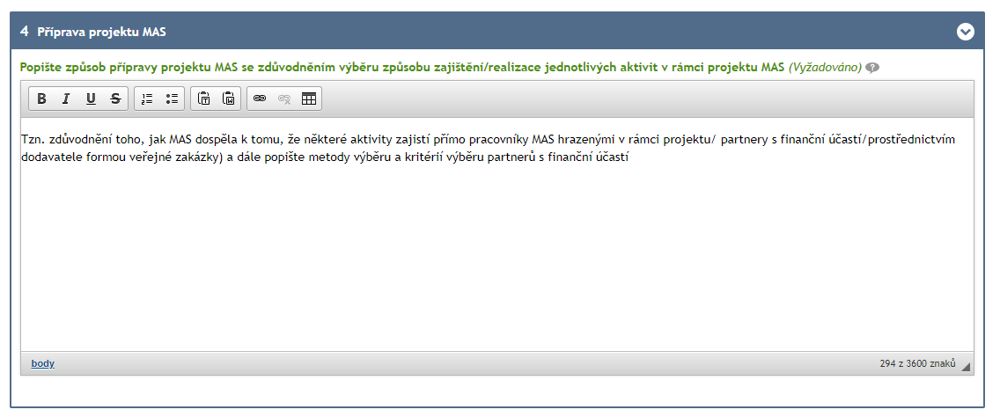 4 Příprava projektu MAS
Popište způsob přípravy projektu MAS se zdůvodněním výběru způsobu zajištění/realizace jednotlivých aktivit v rámci projektu MAS (Vyžadováno) ?
B I U S
Tzn. zdůvodnění toho, jak MAS dospěla k tomu, že některé aktivity zajistí přímo pracovníky MAS hrazenými v rámci projektu/ partnery s finanční účastí/prostřednictvím
dodavatele formou veřejné zakázky) a dále popište metody výběru a kritérií výběru partnerů s finanční účastí
body 294 z 3600 znaků